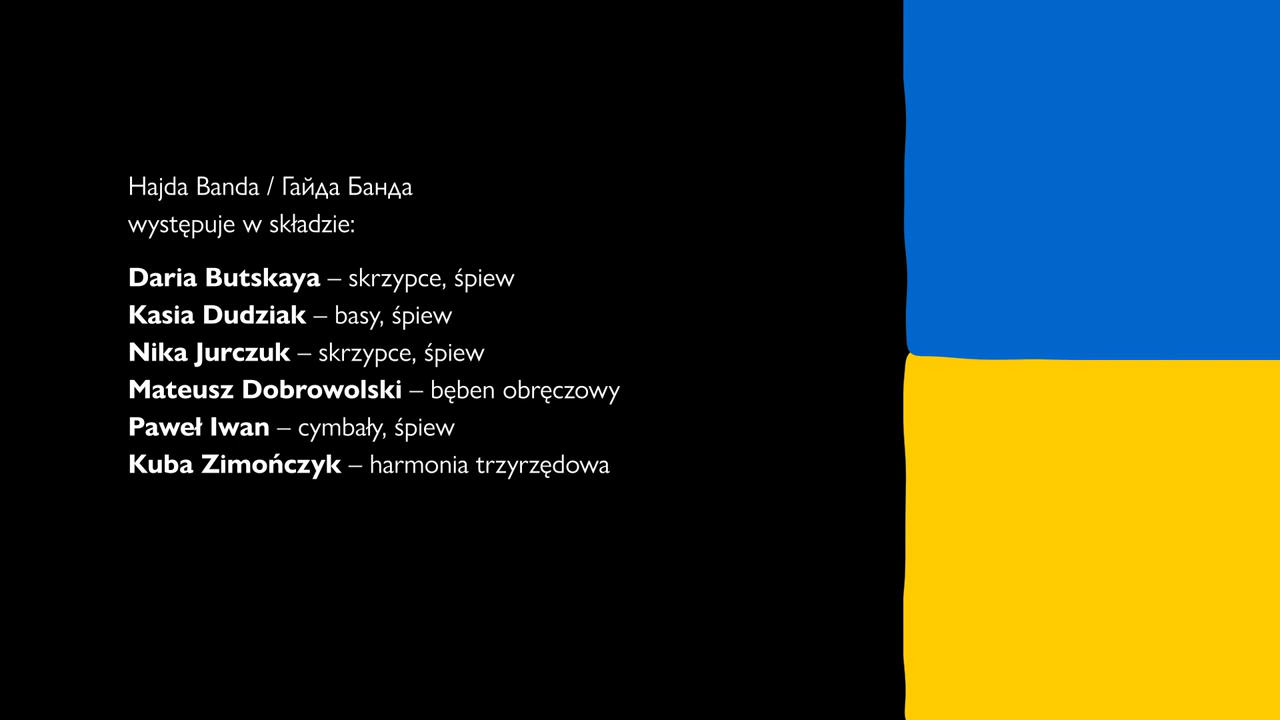 Hajda Banda / Гайда Банда
występuje w składzie:
Daria Butskaya – skrzypce, śpiew
Kasia Dudziak – basy, śpiew
Nika Jurczuk – skrzypce, śpiew
Mateusz Dobrowolski – bęben obręczowy
Paweł Iwan – cymbały, śpiew
Kuba Zimończyk – harmonia trzyrzędowa